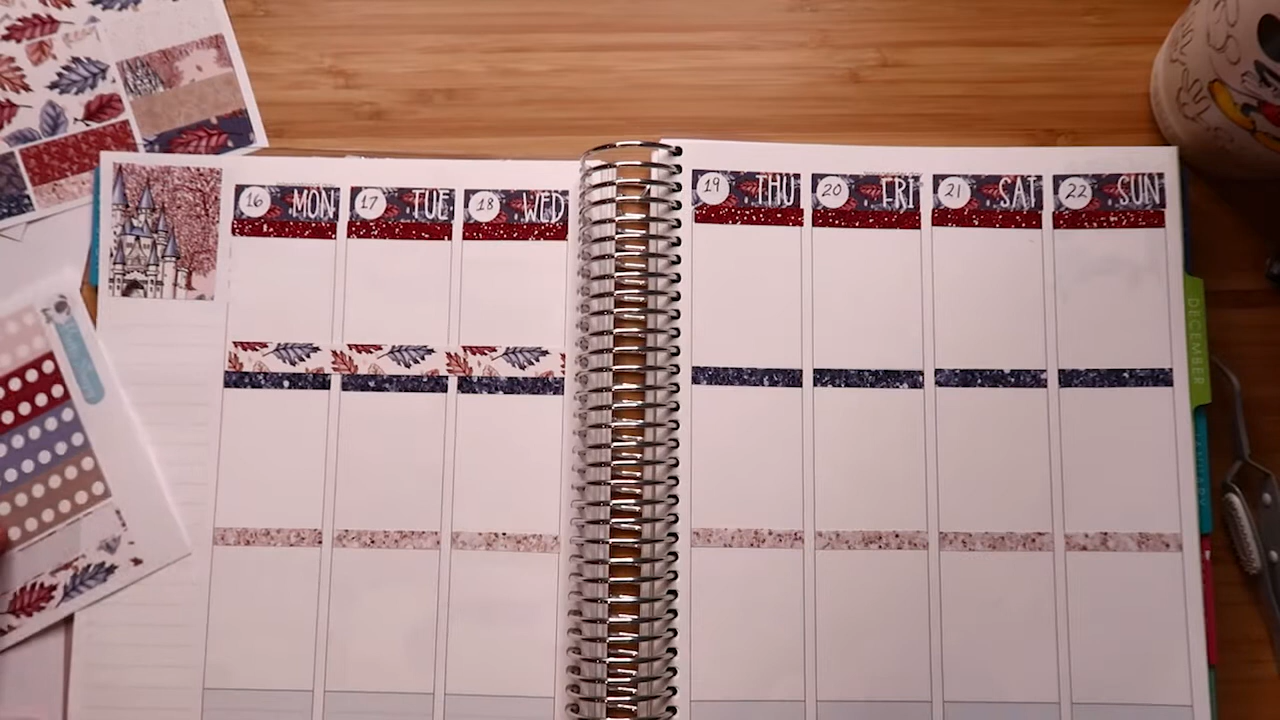 16 MON
17 TUE
18 WED
19 THU
20 FRI
21 SAT
22 SUN
DECEMBER